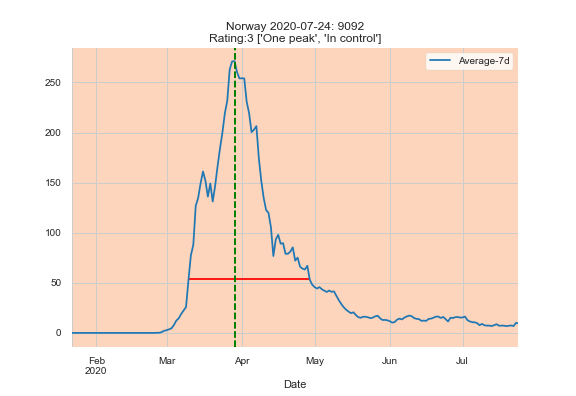 Norway 2020-07-24: 9092
Rating:3 ['One peak', 'In control']
Average-7d
250
200
150
100
50
0
Feb
2020
Mar
Apr
May
Jun
Jul
Date